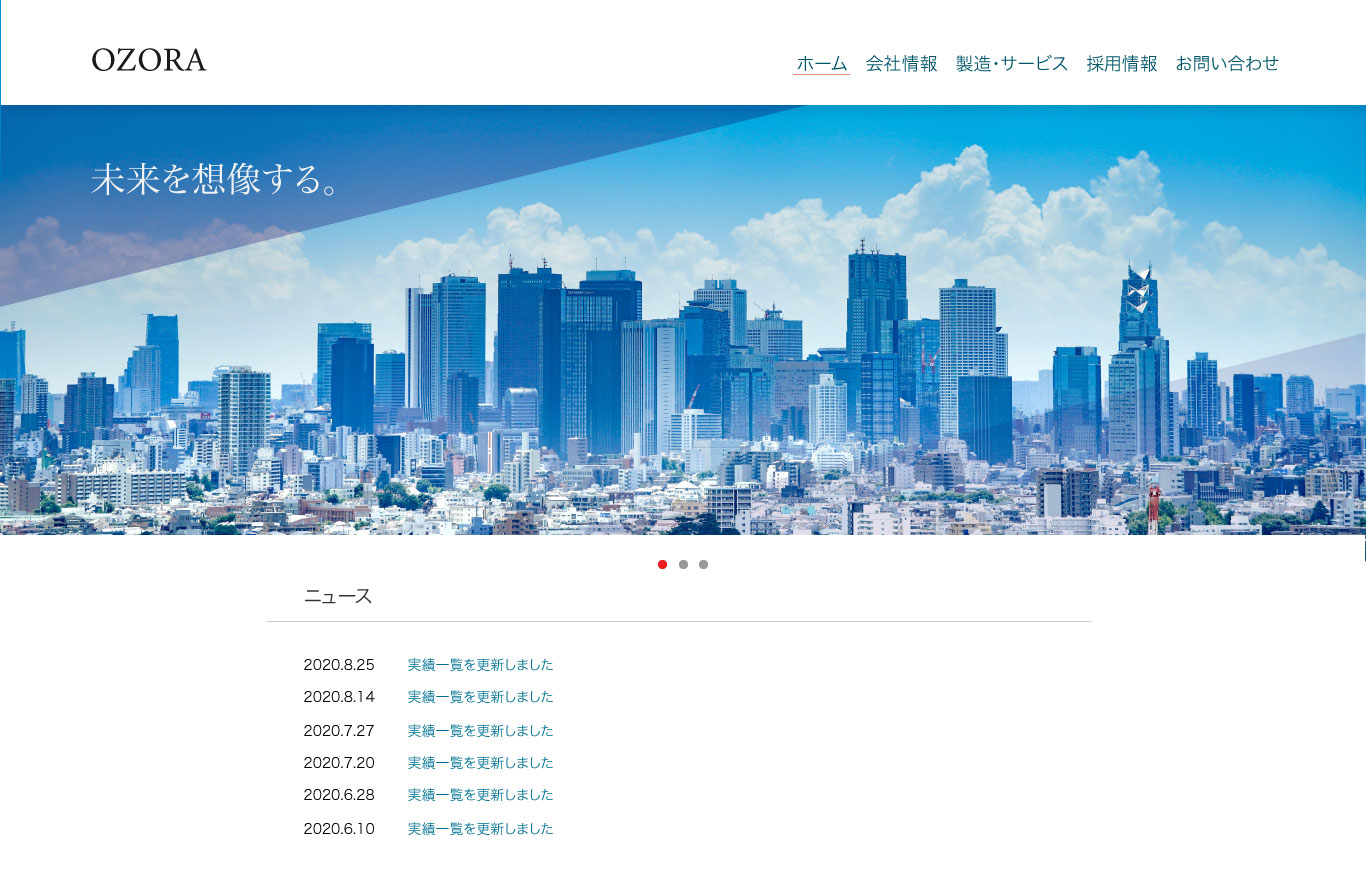 OZORA
ホーム 会社情報 製造・サービス 採用情報 お問い合わせ
未来を想像する。
ニュース
2020.8.25 実績一覧を更新しました
2020.8.14 実績一覧を更新しました
2020.7.27 実績一覧を更新しました
2020.7.20 実績一覧を更新しました
2020.6.28 実績一覧を更新しました
2020.6.10 実績一覧を更新しました